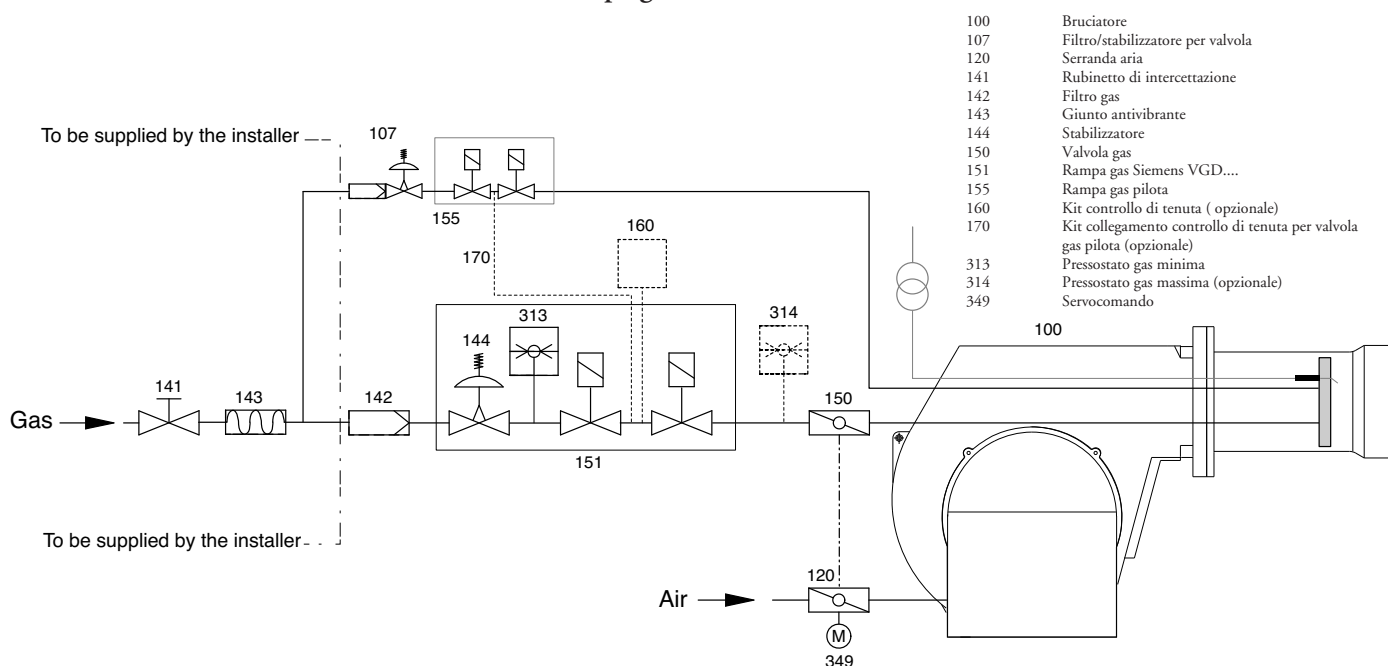 100 Bruciatore
107 Filtro/stabilizzatore per valvola
120 Serranda aria
141 Rubinetto di intercettazione
142 Filtro gas
143 Giunto antivibrante
144 Stabilizzatore
150 Valvola gas
151 Rampa gas Siemens VGD....
155 Rampa gas pilota
160 Kit controllo di tenuta ( opzionale)
170 Kit collegamento controllo di tenuta per valvola
gas pilota (opzionale)
313 Pressostato gas minima
314 Pressostato gas massima (opzionale)
349 Servocomando
To be supplied by the installer
107
155
160
170
313
314
100
144
141
143
142
150
Gas
151
To be supplied by the installer
120
Air
M
349